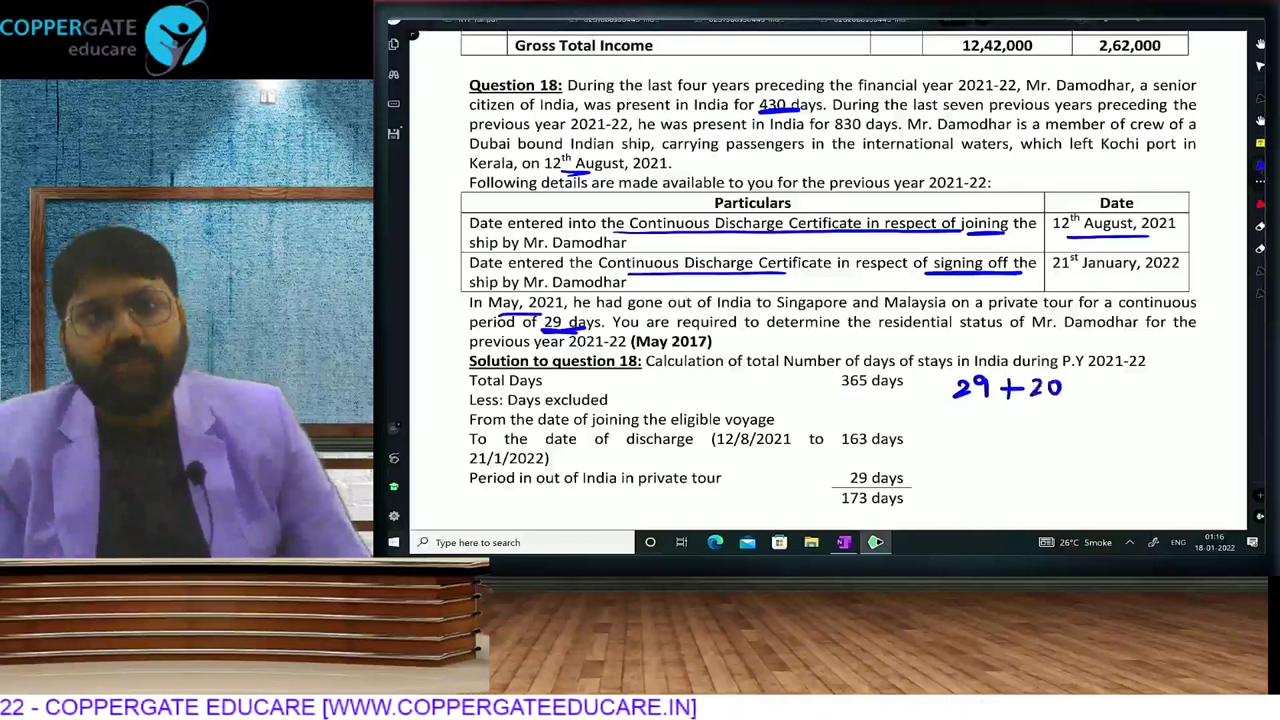 COPPERGATE
educare
Gross Total Income 12,42,000 2,62,000
Question 18: During the last four years preceding the financial year 2021-22, Mr. Damodhar, a senior
citizen of India, was present in India for 430 days. During the last seven previous years preceding the
previous year 2021-22, he was present in India for 830 days. Mr. Damodhar is a member of crew of a
Dubai bound Indian ship, carrying passengers in the international waters, which left Kochi port in
Kerala, on 12th August, 2021.
Following details are made available to you for the previous year 2021-22:
Particulars Date
Date entered into the Continuous Discharge Certificate in respect of joining the 12th August, 2021
ship by Mr. Damodhar
Date entered the Continuous Discharge Certificate in respect of signing off the 21st January, 2022
ship by Mr. Damodhar
In May, 2021, he had gone out of India to Singapore and Malaysia on a private tour for a continuous
period of 29 days. You are required to determine the residential status of Mr. Damodhar for the
previous year 2021-22 (May 2017)
Solution to question 18: Calculation of total Number of days of stays in India during P.Y 2021-22
Total Days 365 days 29 + 20
Less: Days excluded
From the date of joining the eligible voyage
To the date of discharge (12/8/2021 to 163 days
21/1/2022)
Period in out of India in private tour 29 days
173 days
Type here to search
26°C Smoke ENG 01:16
18-01-2022
22 - COPPERGATE EDUCARE [WWW.COPPERGATEEDUCARE.IN]